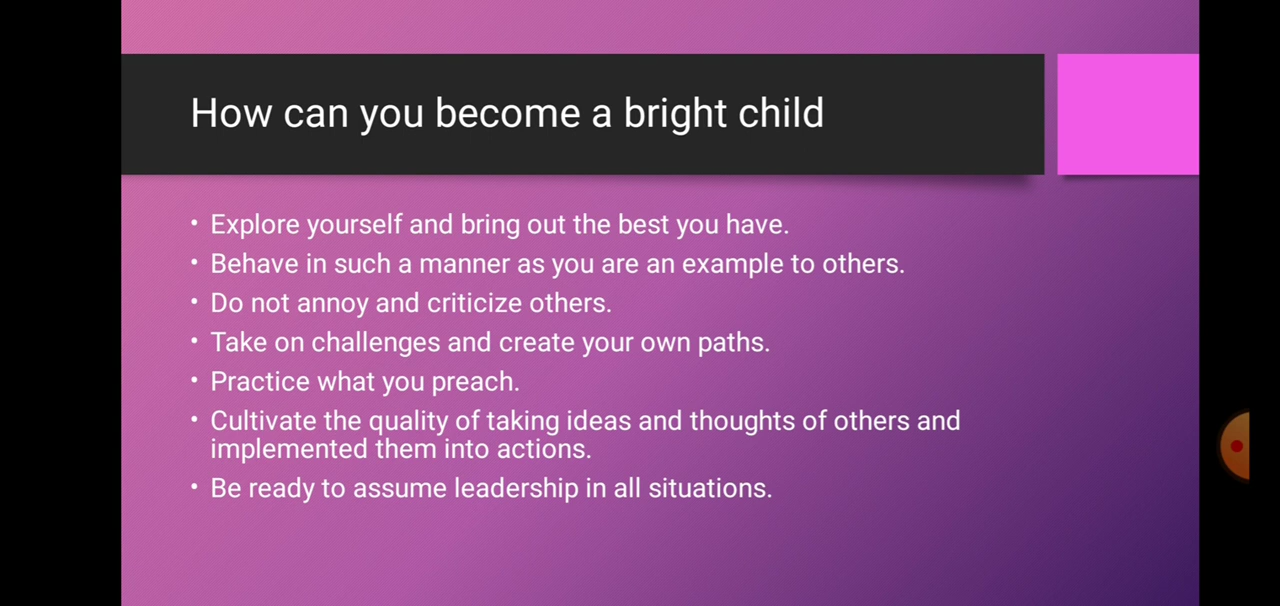 How can you become a bright child
• Explore yourself and bring out the best you have.
• Behave in such a manner as you are an example to others.
• Do not annoy and criticize others.
• Take on challenges and create your own paths.
• Practice what you preach.
• Cultivate the quality of taking ideas and thoughts of others and
implemented them into actions.
• Be ready to assume leadership in all situations.